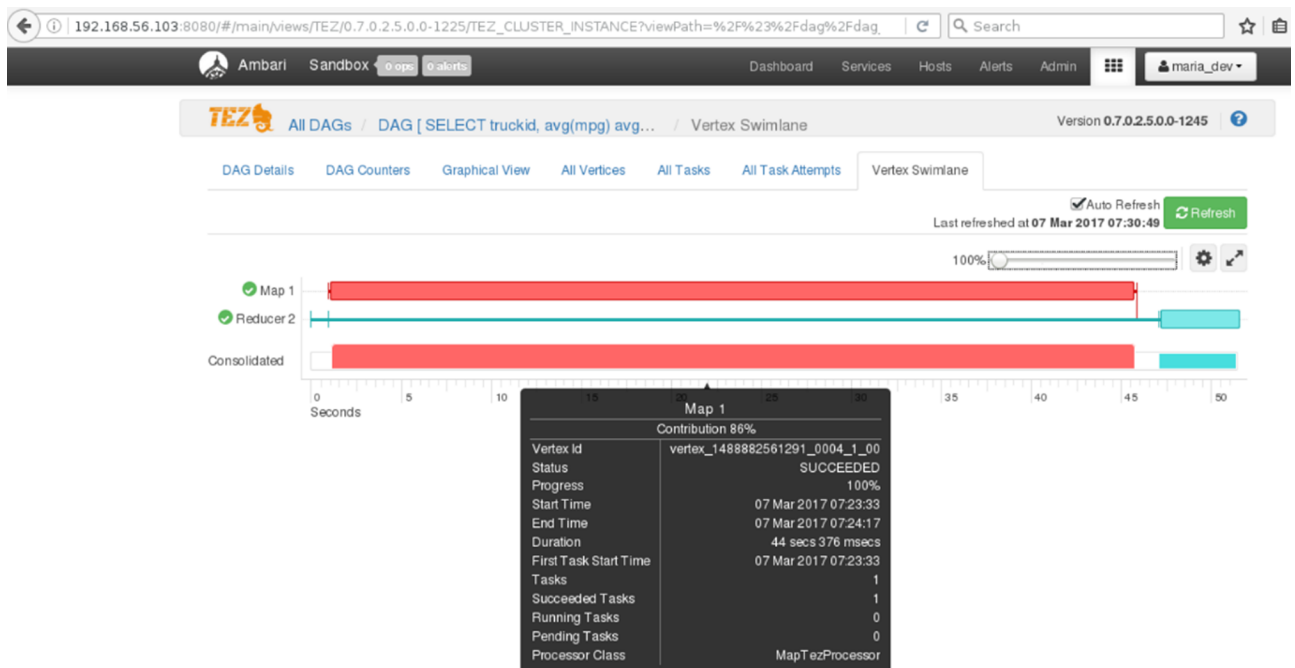 192.168.56.103:8080/#/main/views/TEZ/0.7.0.2.5.0.0-1225/TEZ_CLUSTER_INSTANCE?viewPath=%2F%23%2Fdag%2Fdag_ Search
Ambari Sandbox 0 ops 0 alerts Dashboard Services Hosts Alerts Admin maria_dev
TEZ All DAGs / DAG [ SELECT truckid, avg(mpg) avg... / Vertex Swimlane Version 0.7.0.2.5.0.0-1245 ?
DAG Details DAG Counters Graphical View All Vertices All Tasks All Task Attempts Vertex Swimlane
Auto Refresh
Last refreshed at 07 Mar 2017 07:30:49
Refresh
100%
Map 1
Reducer 2
Consolidated
0 5 10 15 20 25 30 35 40 45 50
Seconds
Map 1
Contribution 86%
Vertex Id vertex_1488882561291_0004_1_00
Status SUCCEEDED
Progress 100%
Start Time 07 Mar 2017 07:23:33
End Time 07 Mar 2017 07:24:17
Duration 44 secs 376 msecs
First Task Start Time 07 Mar 2017 07:23:33
Tasks 1
Succeeded Tasks 1
Running Tasks 0
Pending Tasks 0
Processor Class MapTezProcessor